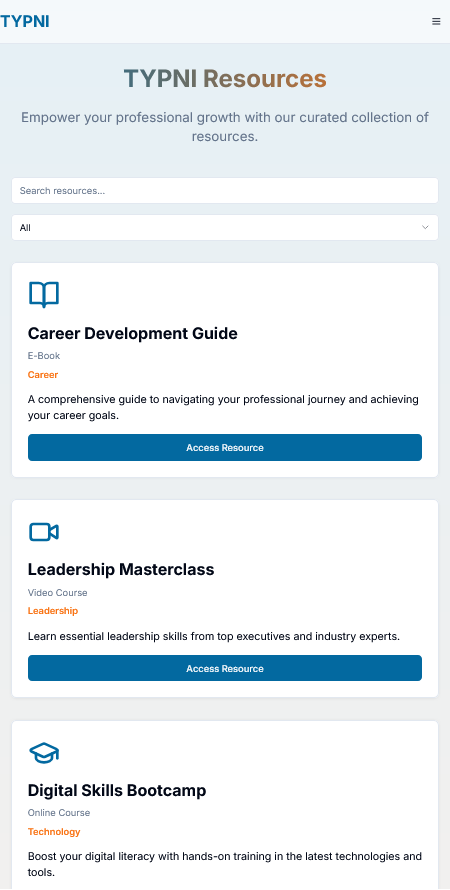 TYPNI
TYPNI Resources
Empower your professional growth with our curated collection of
resources.
Search resources...
All
Career Development Guide
E-Book
Career
A comprehensive guide to navigating your professional journey and achieving
your career goals.
Access Resource
Leadership Masterclass
Video Course
Leadership
Learn essential leadership skills from top executives and industry experts.
Access Resource
Digital Skills Bootcamp
Online Course
Technology
Boost your digital literacy with hands-on training in the latest technologies and
tools.